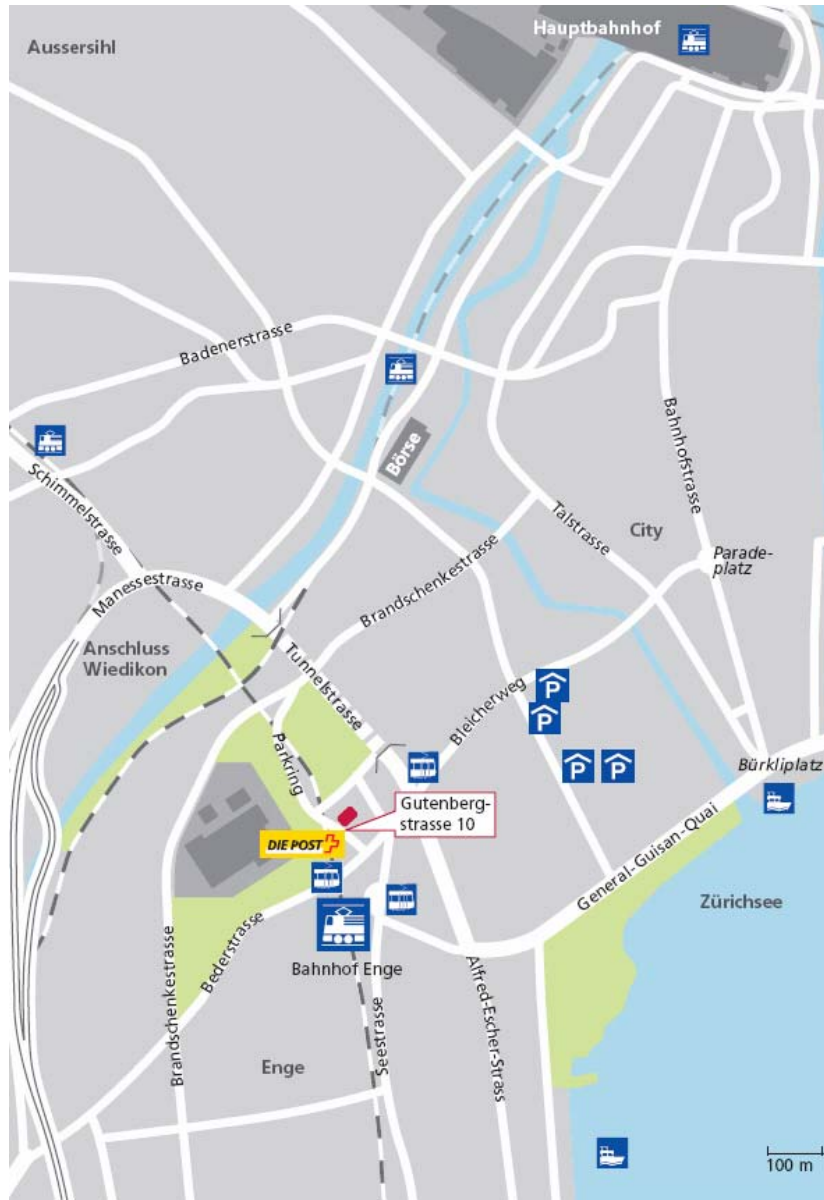 Hauptbahnhof
Aussersihl
Badenerstrasse
Börse
Bahnhofstrasse
Schimmelstrasse
Talstrasse
City
Parade-
platz
Manessestrasse
Brandschenkestrasse
Anschluss
Wiedikon
Tunnelstrasse
Bleicherweg
P
P
P
P
Parkring
Bürkliplatz
Gutenberg-
strasse 10
DIE POST
General-Guisan-Quai
Zürichsee
Bederstrasse
Brandschenkestrasse
Bahnhof Enge
Alfred-Escher-Strass
Seestrasse
Enge
100 m